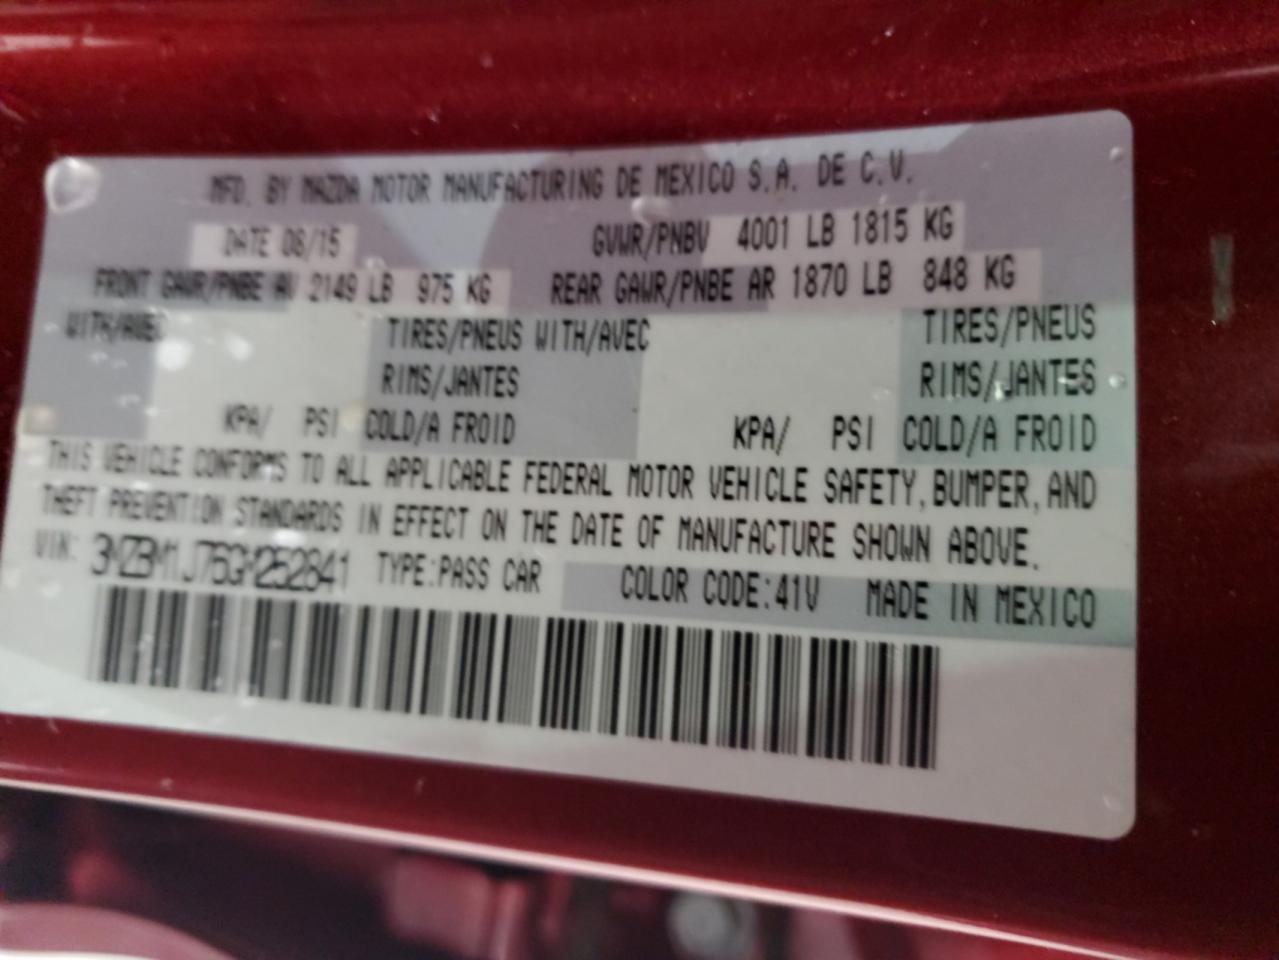 MFD. BY MAZDA MOTOR MANUFACTURING DE MEXICO S.A. DE C.V.
DATE 08/15 GVWR/PNBV 4001 LB 1815 KG
FRONT GAWR/PNBE AV 2149 LB 975 KG REAR GAWR/PNBE AR 1870 LB 848 KG
WITH/AVEC TIRES/PNEUS WITH/AVEC TIRES/PNEUS
RIMS/JANTES RIMS/JANTES
KPA/ PSI COLD/A FROID KPA/ PSI COLD/A FROID
THIS VEHICLE CONFORMS TO ALL APPLICABLE FEDERAL MOTOR VEHICLE SAFETY, BUMPER, AND
THEFT PREVENTION STANDARDS IN EFFECT ON THE DATE OF MANUFACTURE SHOWN ABOVE.
VIN: 3MZBM1J76GM252841 TYPE:PASS CAR COLOR CODE:41V MADE IN MEXICO